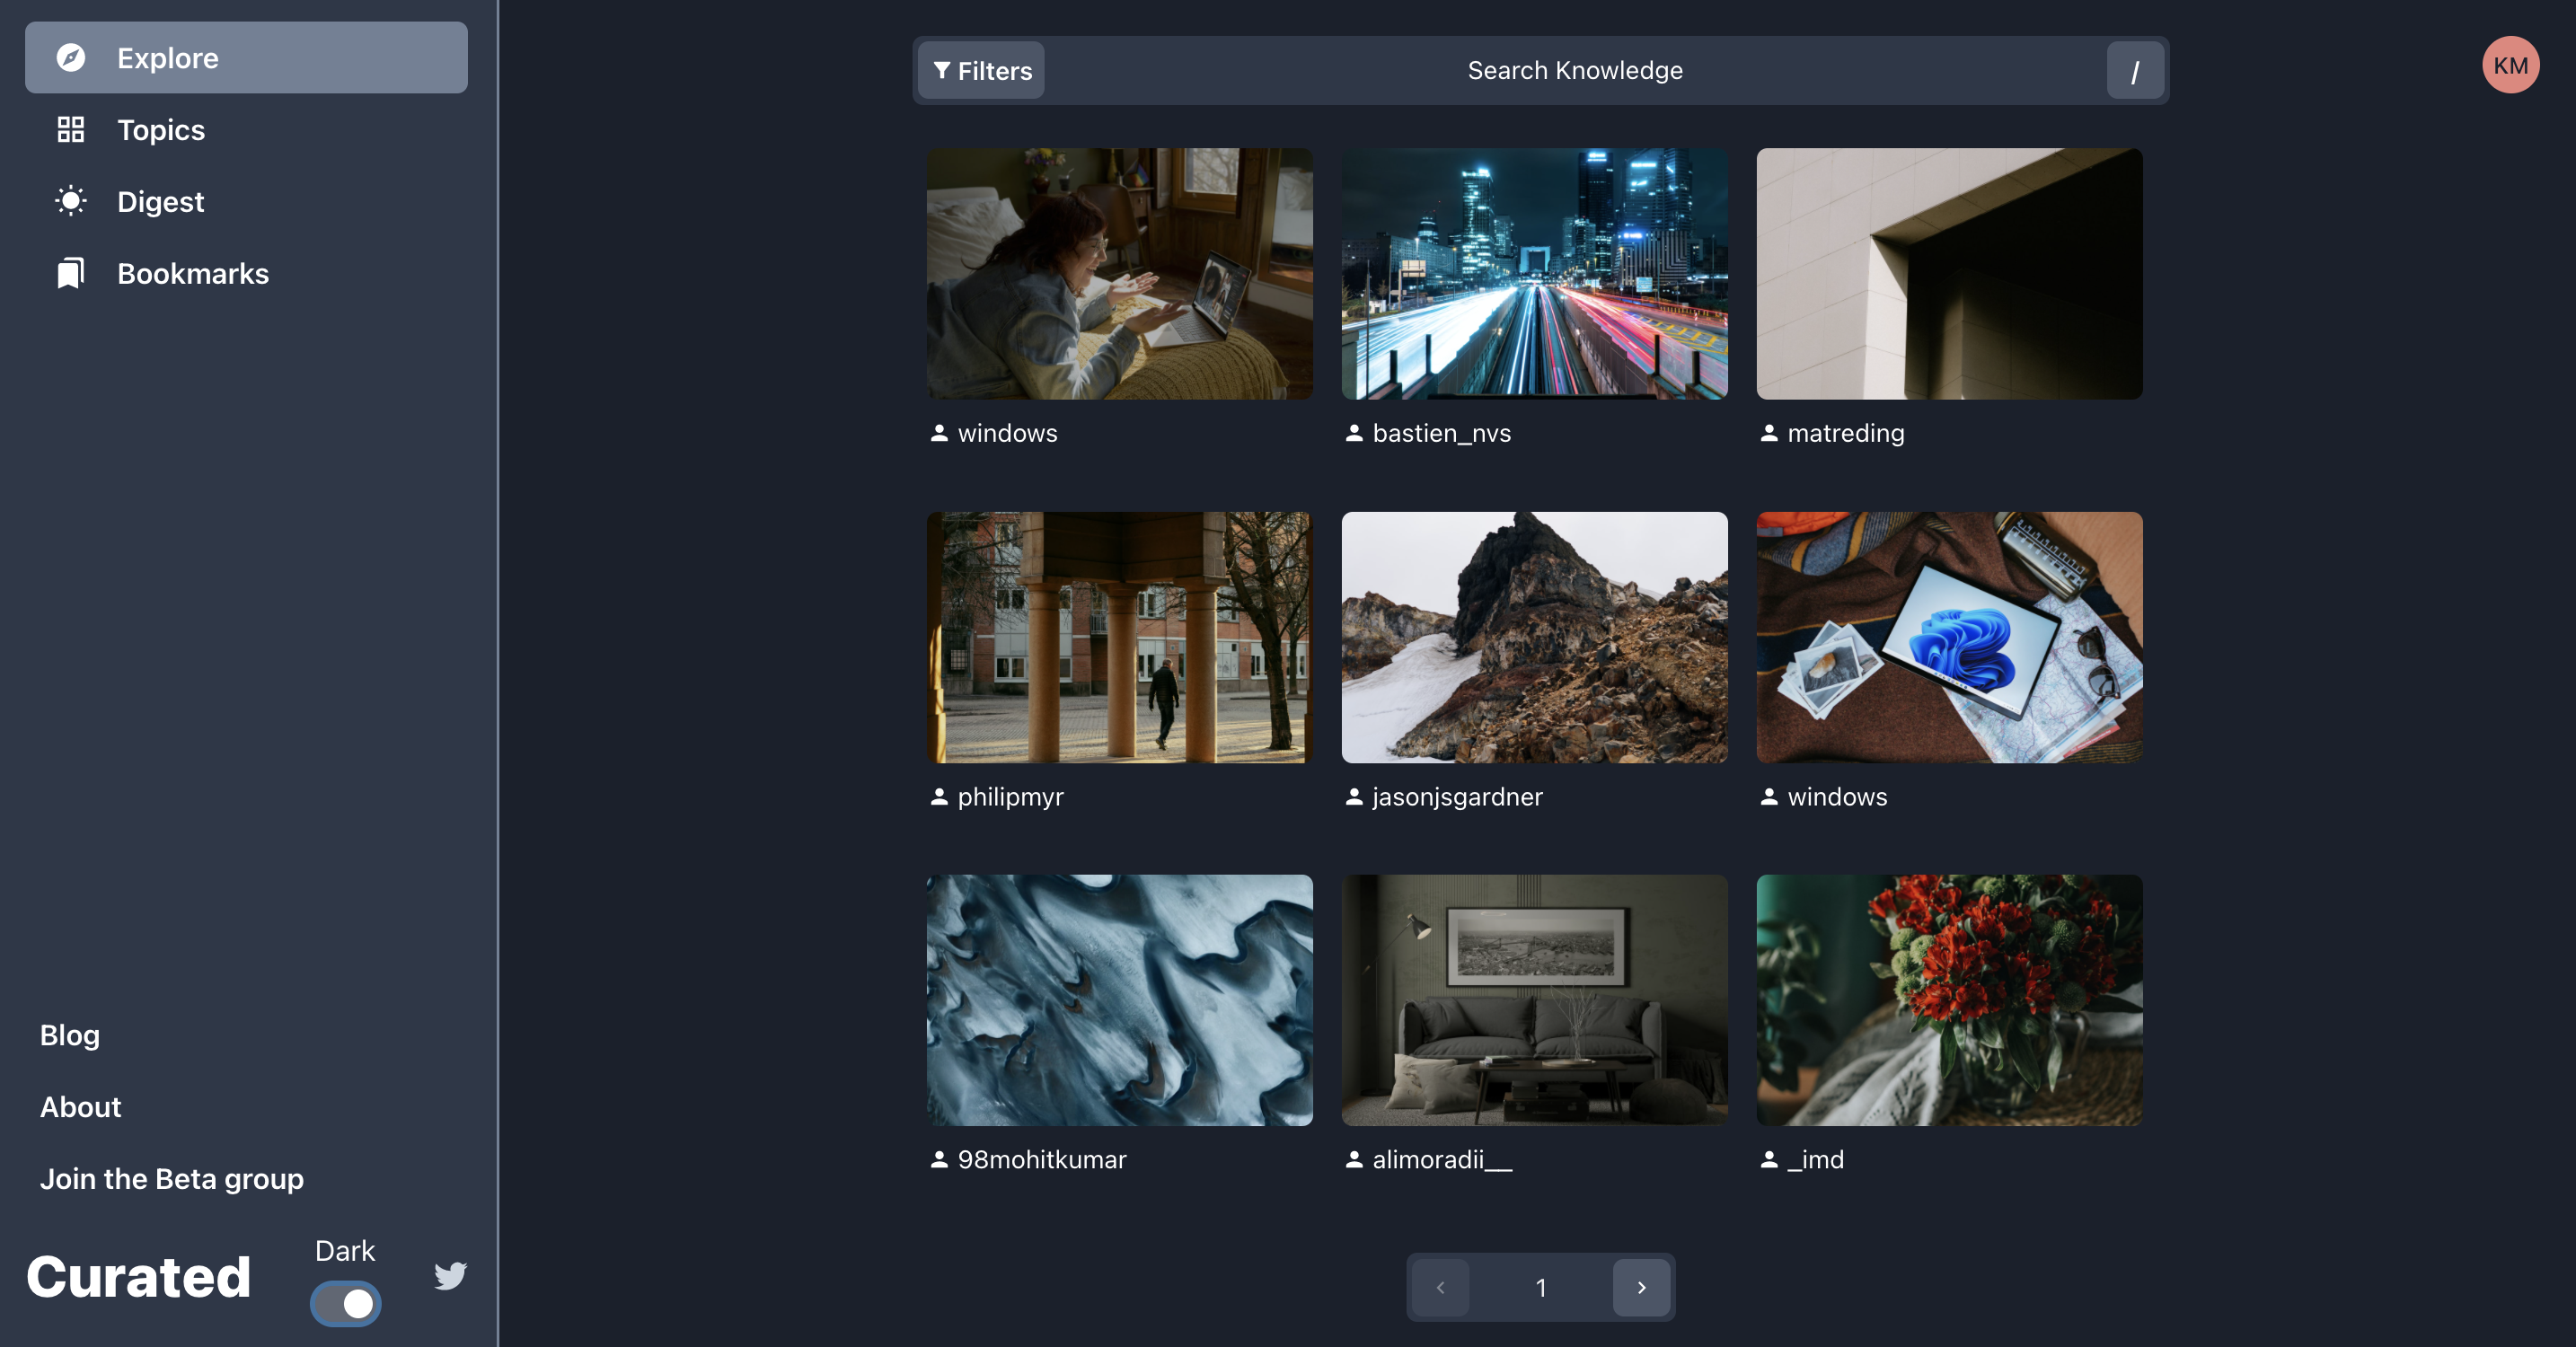 Explore
Topics
Digest
Bookmarks
Blog
About
Join the Beta group
Curated
Dark
Filters
Search Knowledge
/
KM
windows
bastien_nvs
matreding
philipmyr
jasonjsgardner
windows
98mohitkumar
alimoradii__
_imd
1